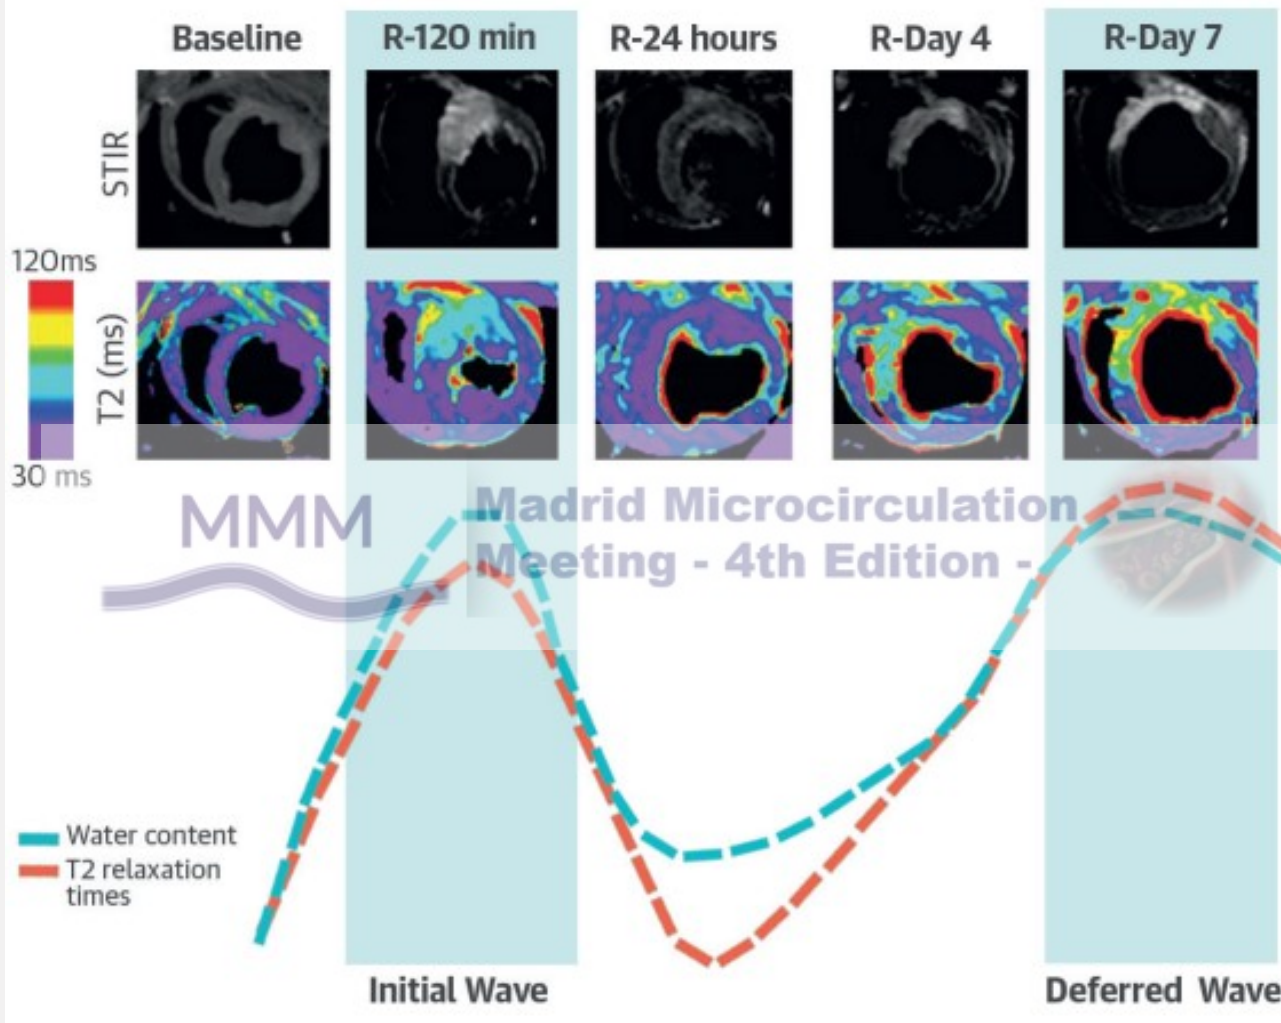 Baseline
R-120 min
R-24 hours
R-Day 4
R-Day 7
STIR
120ms
T2 (ms)
30 ms
MMM
Madrid Microcirculation
Meeting - 4th Edition -
Water content
T2 relaxation
times
Initial Wave
Deferred Wave